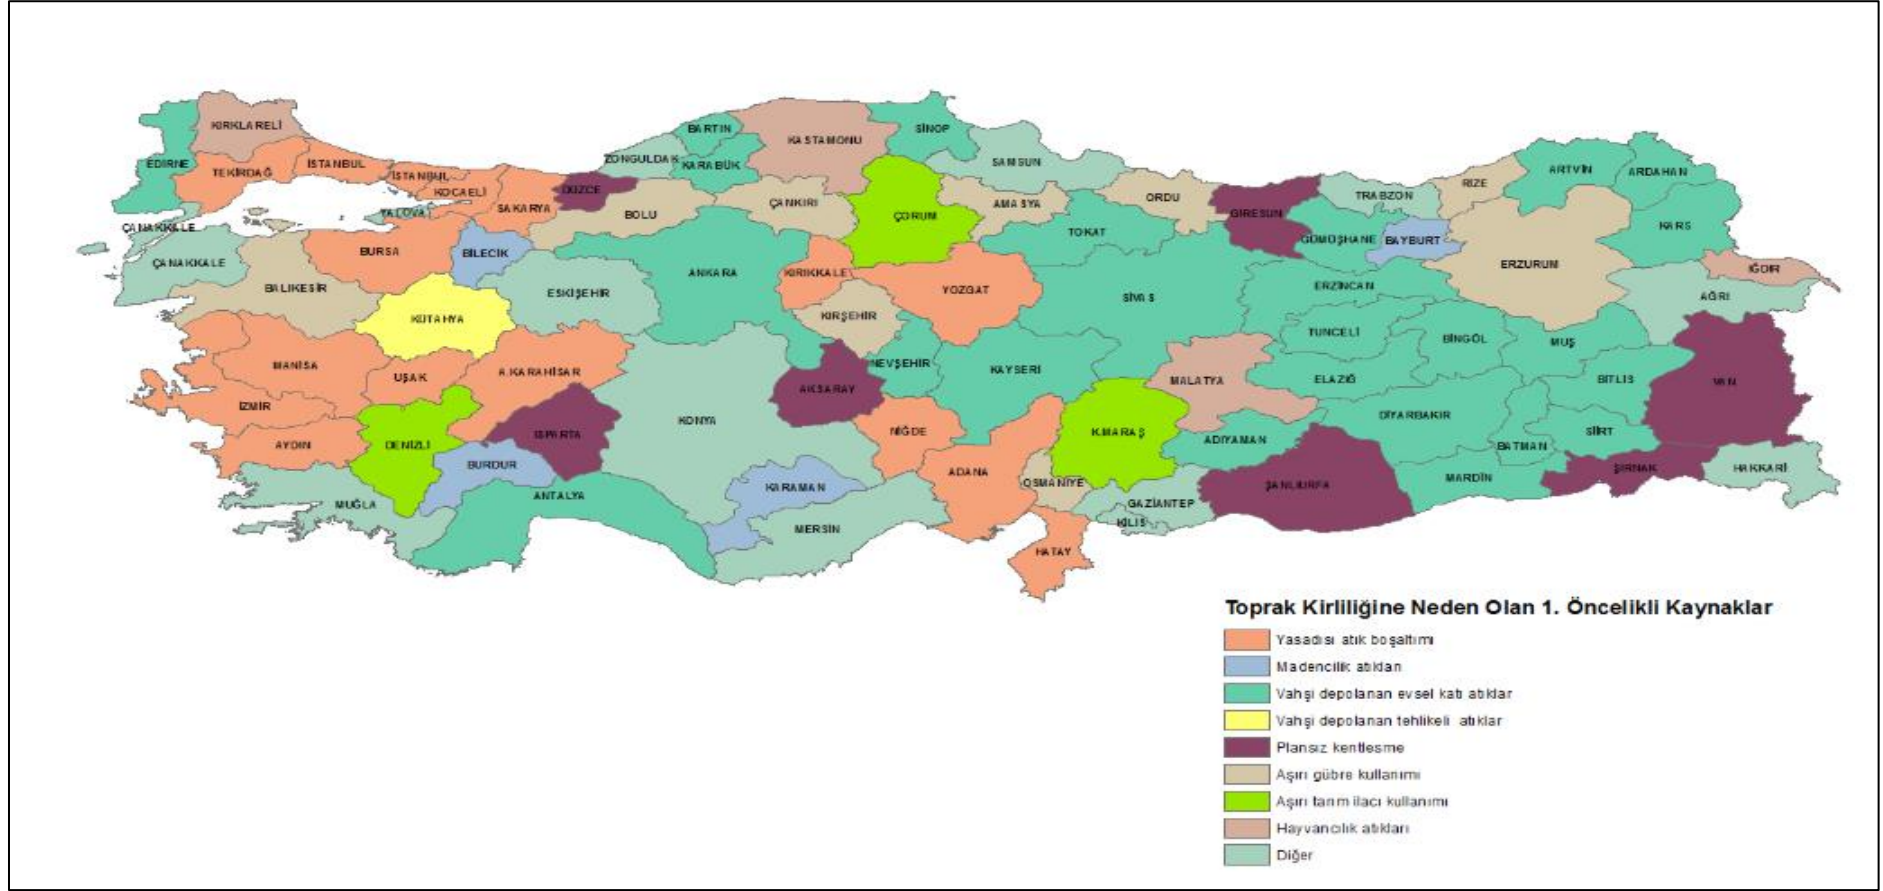 KIRKLARELİ
EDİRNE
TEKİRDAĞ
İSTANBUL
İSTANBUL
KOCAELİ
YALOVA
SAKARYA
DÜZCE
ZONGULDAK
BARTIN
KARABÜK
KASTAMONU
SİNOP
SAMSUN
ÇANAKKALE
ÇANAKKALE
BALIKESİR
BURSA
BİLECİK
BOLU
ÇANKIRI
ÇORUM
AMASYA
ORDU
GİRESUN
TRABZON
RİZE
ARTVİN
ARDAHAN
KARS
IĞDIR
AĞRI
ERZURUM
BAYBURT
GÜMÜŞHANE
TOKAT
SİVAS
ERZİNCAN
TUNCELİ
BİNGÖL
MUŞ
BİTLİS
VAN
KÜTAHYA
ESKİŞEHİR
ANKARA
KIRIKKALE
YOZGAT
KIRŞEHİR
NEVŞEHİR
KAYSERİ
MALATYA
ELAZIĞ
DİYARBAKIR
BATMAN
SİİRT
ŞIRNAK
HAKKARİ
MANİSA
UŞAK
A.KARAHİSAR
İZMİR
AYDIN
DENİZLİ
ISPARTA
BURDUR
KONYA
AKSARAY
NİĞDE
ADANA
K.MARAŞ
ADIYAMAN
ŞANLIURFA
MARDİN
MUĞLA
ANTALYA
KARAMAN
MERSİN
OSMANİYE
GAZİANTEP
KİLİS
HATAY
Toprak Kirliliğine Neden Olan 1. Öncelikli Kaynaklar
Yasadısı atık boşaltımı
Madencilik atıkları
Vahşi depolanan evsel katı atıklar
Vahşi depolanan tehlikeli atıklar
Plansız kentlesme
Aşırı gübre kullanımı
Aşırı tarım ilacı kullanımı
Hayvancılık atıkları
Diğer